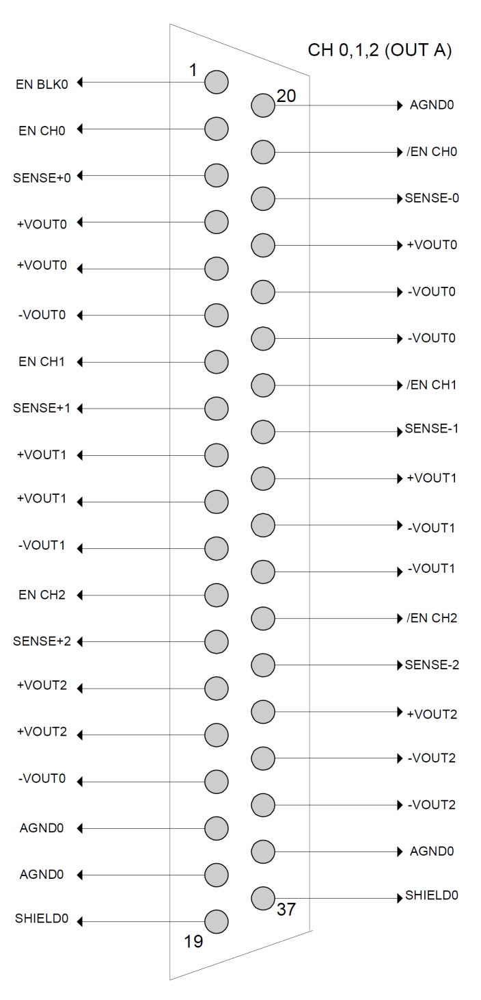 CH 0,1,2 (OUT A)
1
EN BLK0
20
AGND0
EN CH0
/EN CH0
SENSE+0
SENSE-0
+VOUT0
+VOUT0
+VOUT0
-VOUT0
-VOUT0
-VOUT0
EN CH1
/EN CH1
SENSE+1
SENSE-1
+VOUT1
+VOUT1
+VOUT1
-VOUT1
-VOUT1
-VOUT1
EN CH2
/EN CH2
SENSE+2
SENSE-2
+VOUT2
+VOUT2
+VOUT2
-VOUT2
-VOUT0
-VOUT2
AGND0
AGND0
AGND0
SHIELD0
37
SHIELD0
19